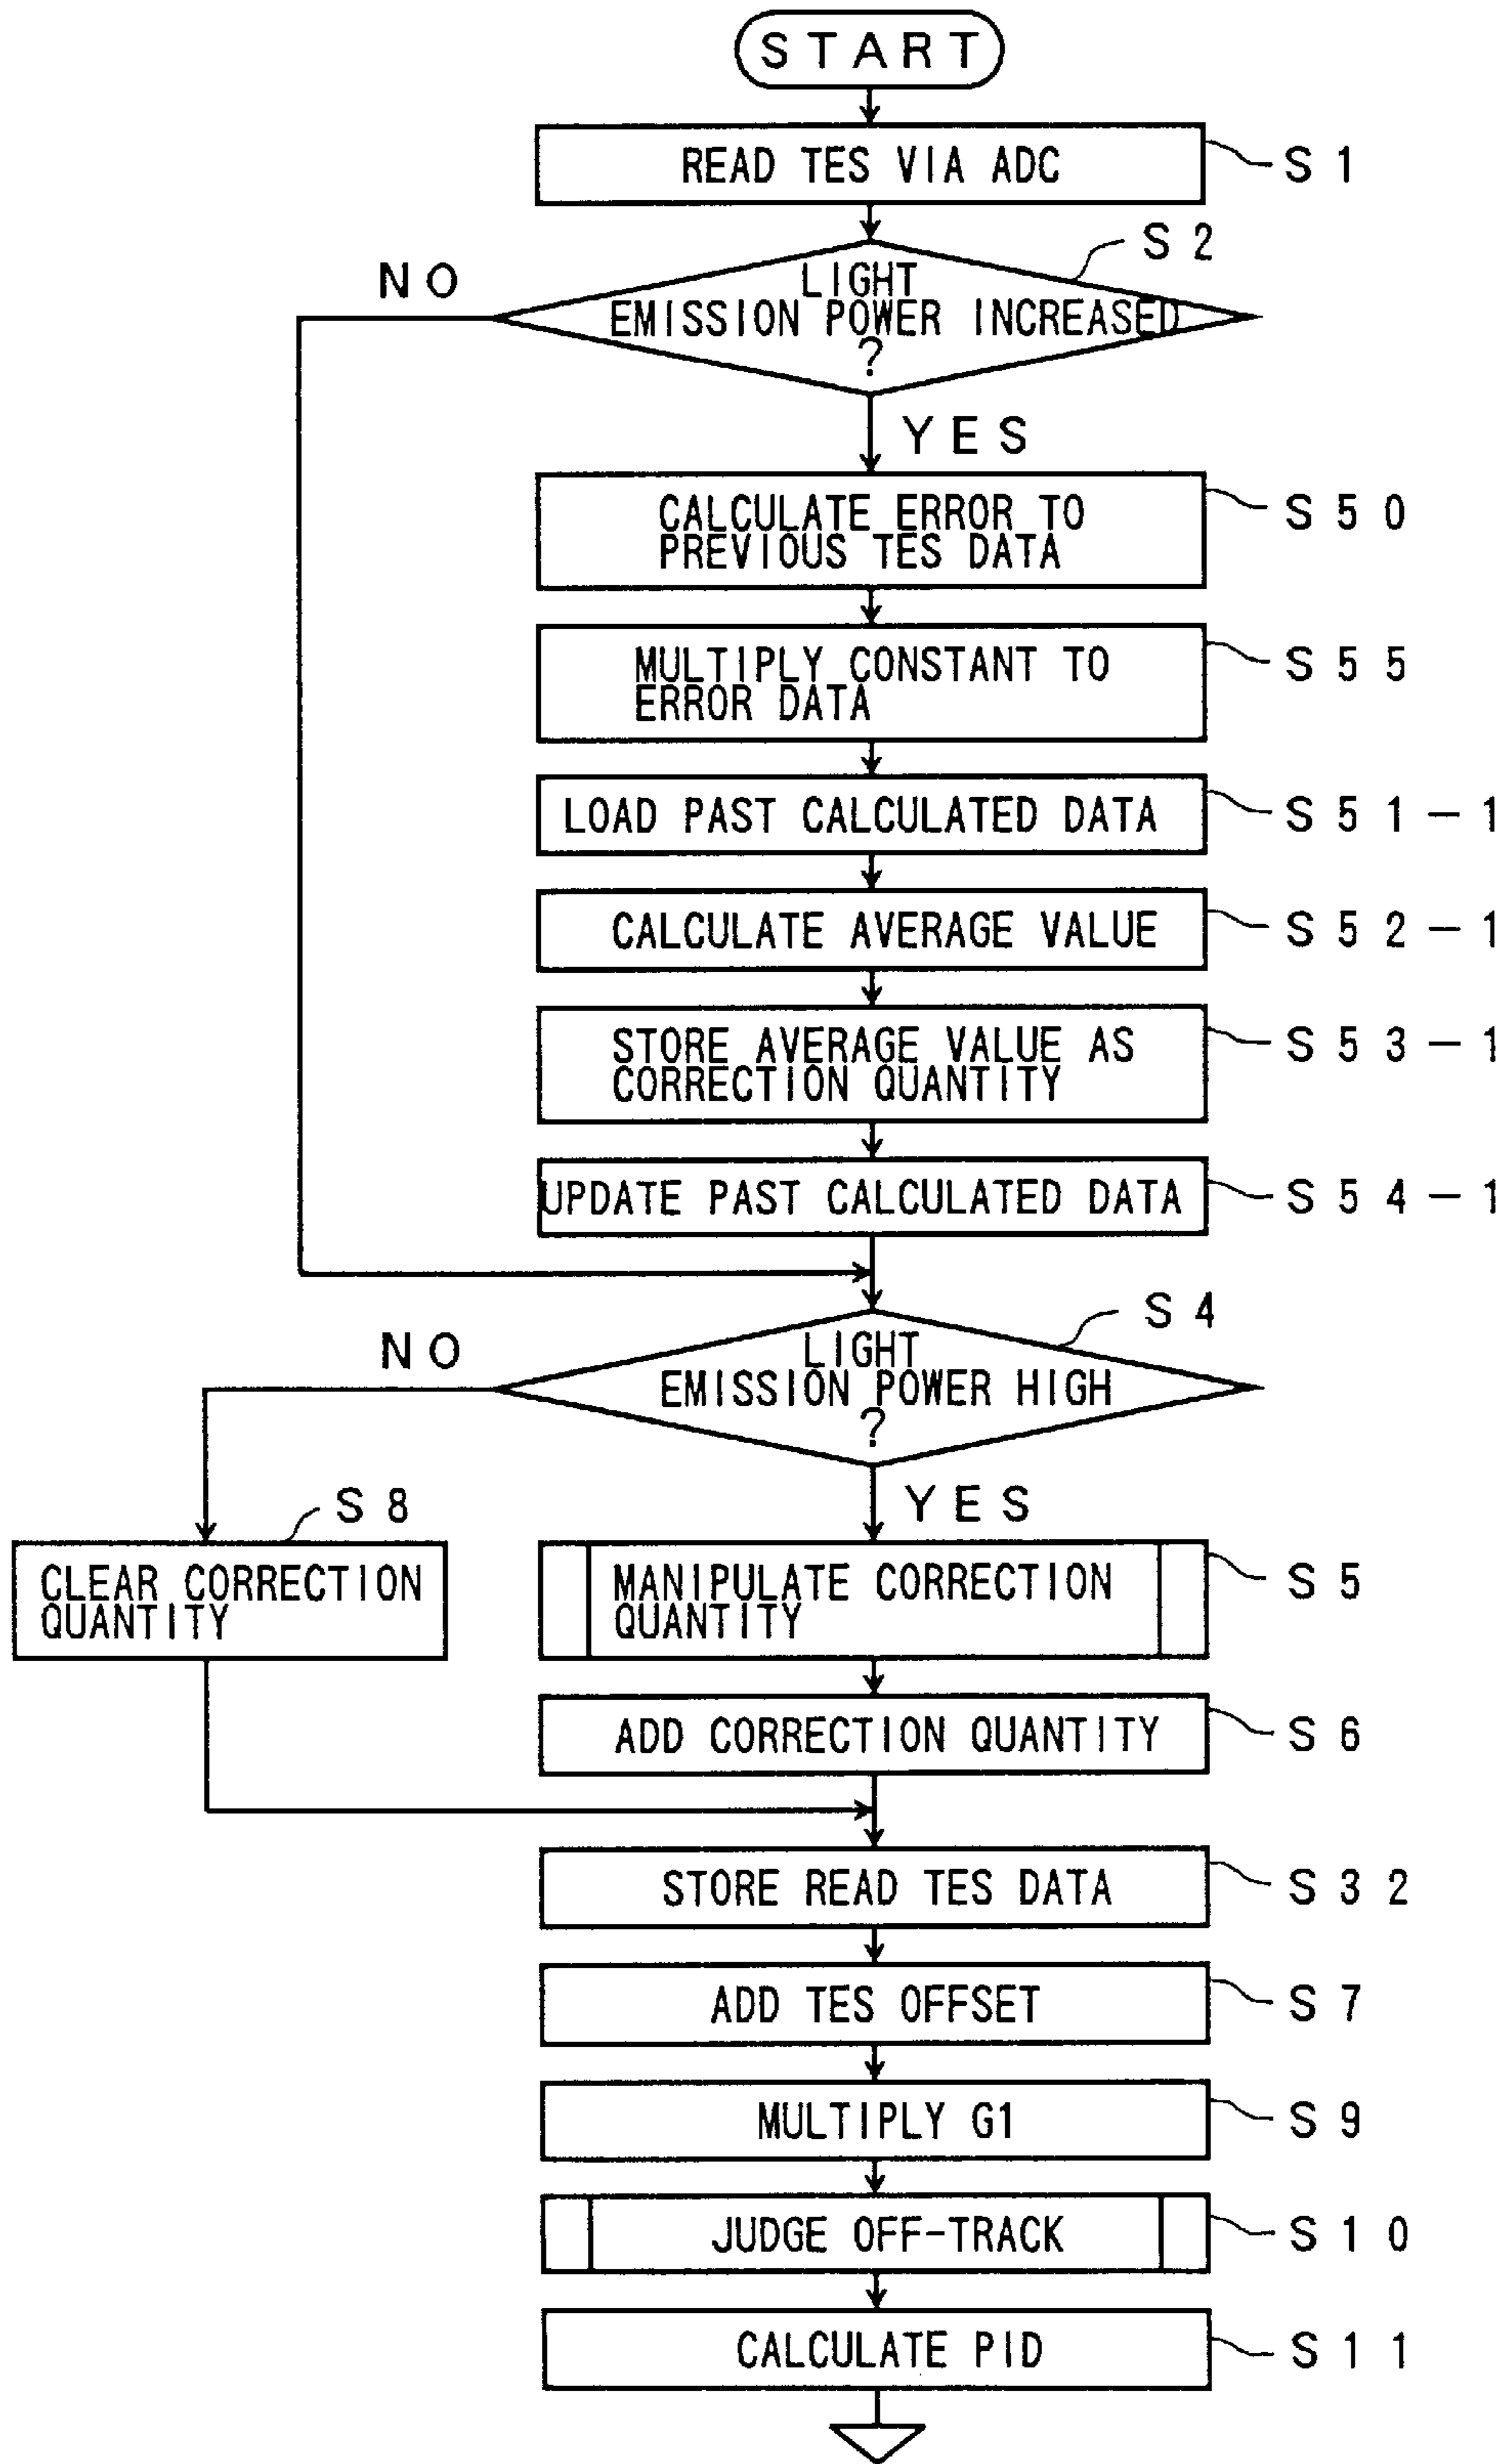 START
READ TES VIA ADC
S1
S2
NO
LIGHT
EMISSION POWER INCREASED
?
YES
CALCULATE ERROR TO
PREVIOUS TES DATA
S50
MULTIPLY CONSTANT TO
ERROR DATA
S55
LOAD PAST CALCULATED DATA
S51-1
CALCULATE AVERAGE VALUE
S52-1
STORE AVERAGE VALUE AS
CORRECTION QUANTITY
S53-1
UPDATE PAST CALCULATED DATA
S54-1
S4
NO
LIGHT
EMISSION POWER HIGH
?
YES
S8
CLEAR CORRECTION
QUANTITY
MANIPULATE CORRECTION
QUANTITY
S5
ADD CORRECTION QUANTITY
S6
STORE READ TES DATA
S32
ADD TES OFFSET
S7
MULTIPLY G1
S9
JUDGE OFF-TRACK
S10
CALCULATE PID
S11